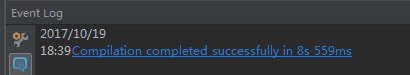 Event Log
2017/10/19
18:39 Compilation completed successfully in 8s 559ms